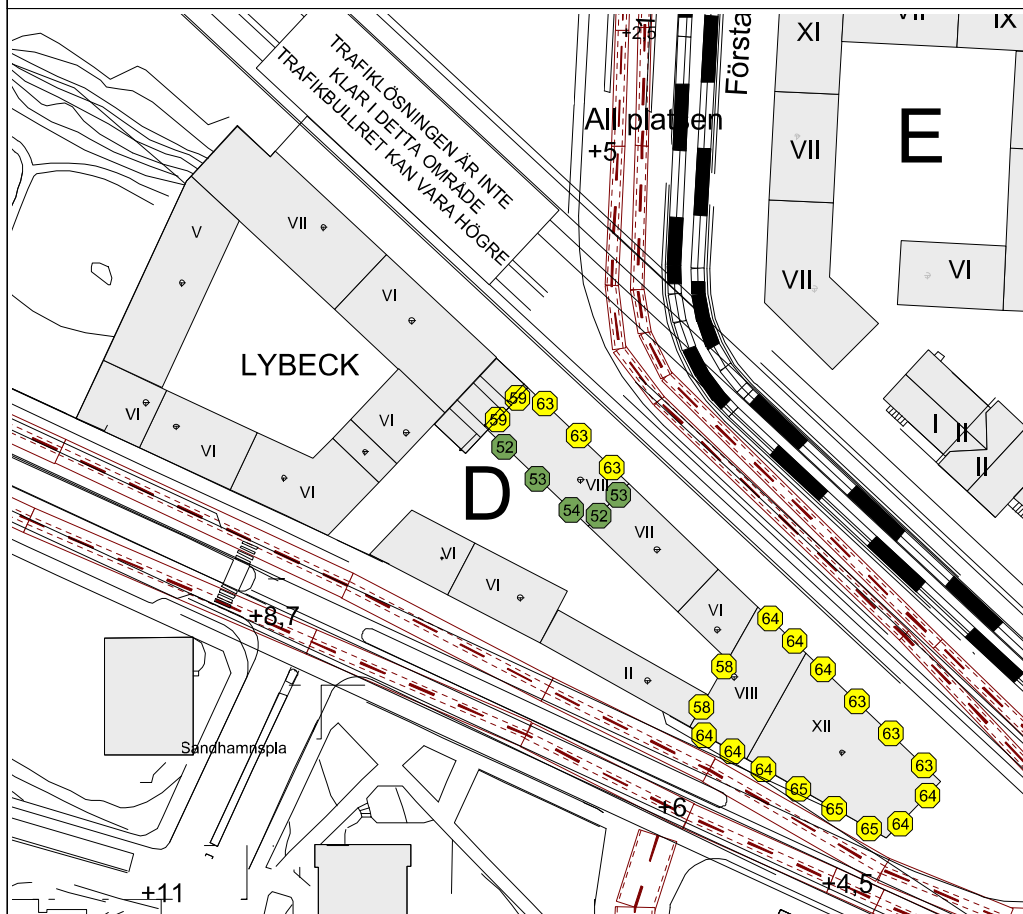 XI
VII
IX
+2,5
Första
TRAFIKLÖSNINGEN ÄR INTE
KLAR I DETTA OMRÅDE
TRAFIKBULLRET KAN VARA HÖGRE
All platsen
+5
E
VII
V
VII
VII
VI
VI
LYBECK
59
63
59
63
VI
VI
I
II
II
52
63
VI
VI
53
VIII
53
D
54
52
VII
VI
VI
+8,7
VI
64
64
58
64
II
VIII
63
58
XII
63
64
64
Sandhamnspla
64
63
65
64
+6
65
65
64
+11
+4,5